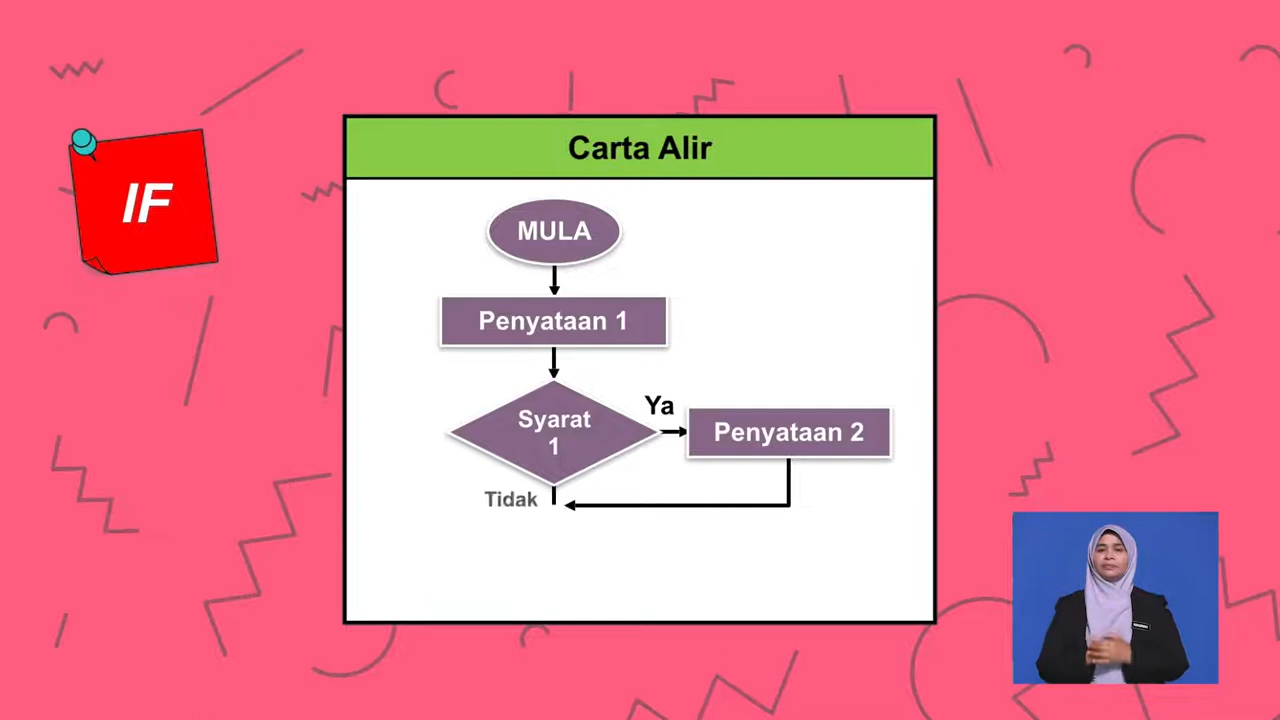 IF
Carta Alir
MULA
Penyataan 1
Syarat
1
Ya
Penyataan 2
Tidak